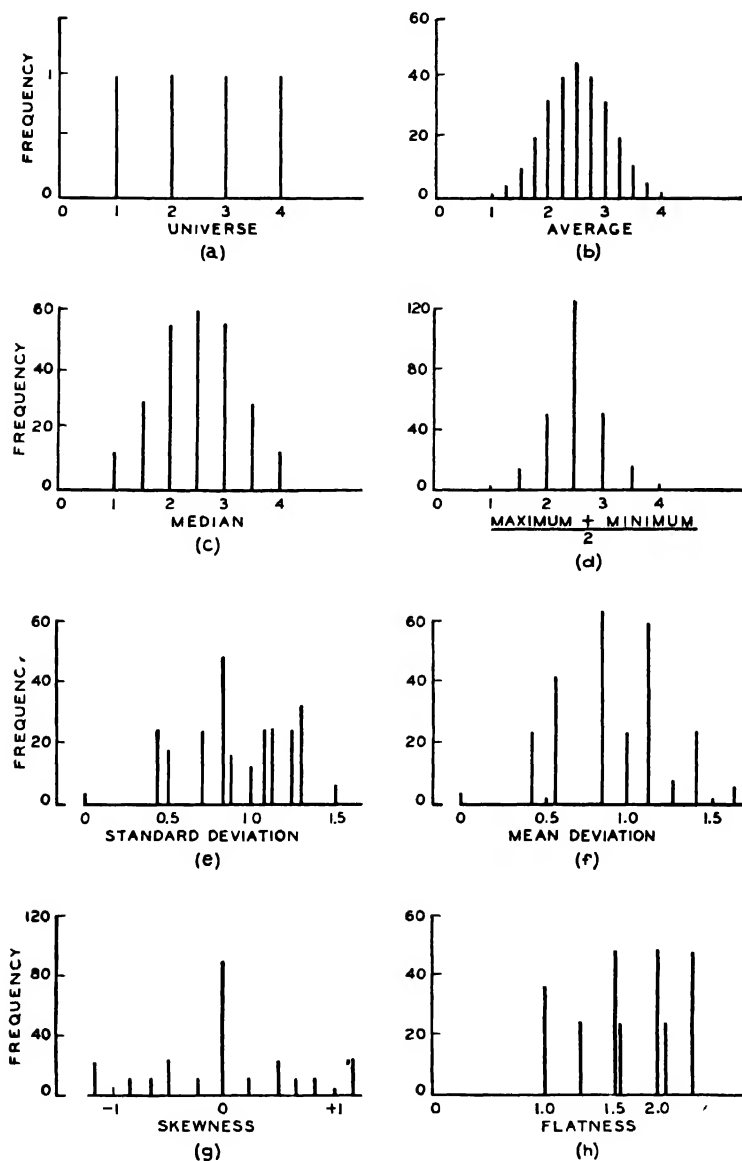 FREQUENCY
1
0
0 1 2 3 4
UNIVERSE
(a)
60
40
20
0
0 1 2 3 4
AVERAGE
(b)
FREQUENCY
60
40
20
0
0 1 2 3 4
MEDIAN
(c)
120
80
40
0
0 1 2 3 4
MAXIMUM + MINIMUM
2
(d)
FREQUENCY
60
40
20
0
0 0.5 1.0 1.5
STANDARD DEVIATION
(e)
60
40
20
0
0 0.5 1.0 1.5
MEAN DEVIATION
(f)
FREQUENCY
120
80
40
0
-1 0 +1
SKEWNESS
(g)
60
40
20
0
0 1.0 1.5 2.0
FLATNESS
(h)